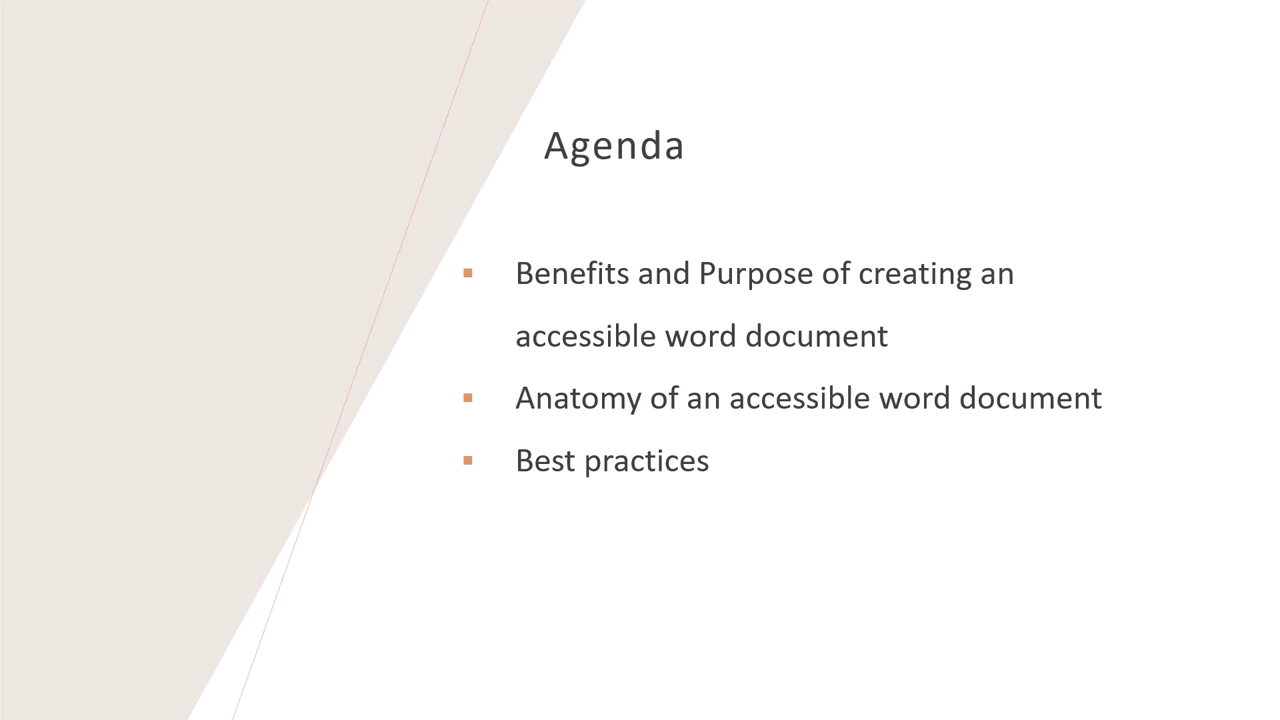 Agenda
▪ Benefits and Purpose of creating an
accessible word document
▪ Anatomy of an accessible word document
▪ Best practices